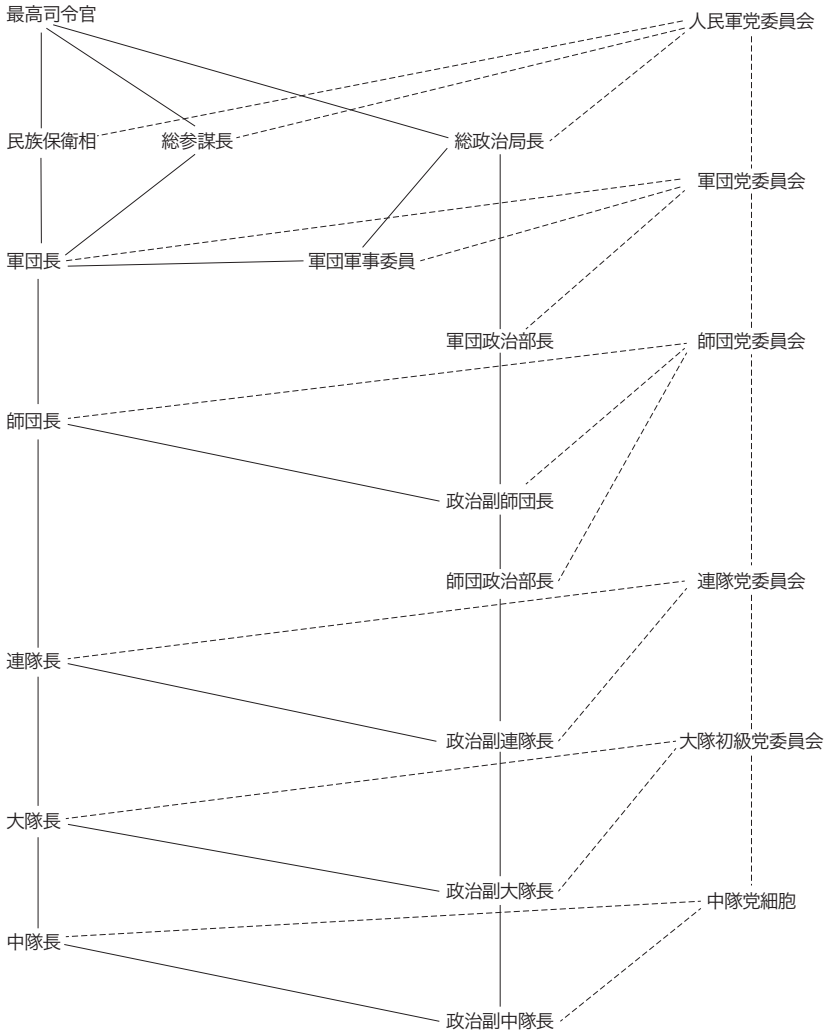 最高司令官
人民軍党委員会
民族保衛相
総参謀長
総政治局長
軍団党委員会
軍団長
軍団軍事委員
軍団政治部長
師団党委員会
師団長
政治副師団長
師団政治部長
連隊党委員会
連隊長
政治副連隊長
大隊初級党委員会
大隊長
政治副大隊長
中隊党細胞
中隊長
政治副中隊長